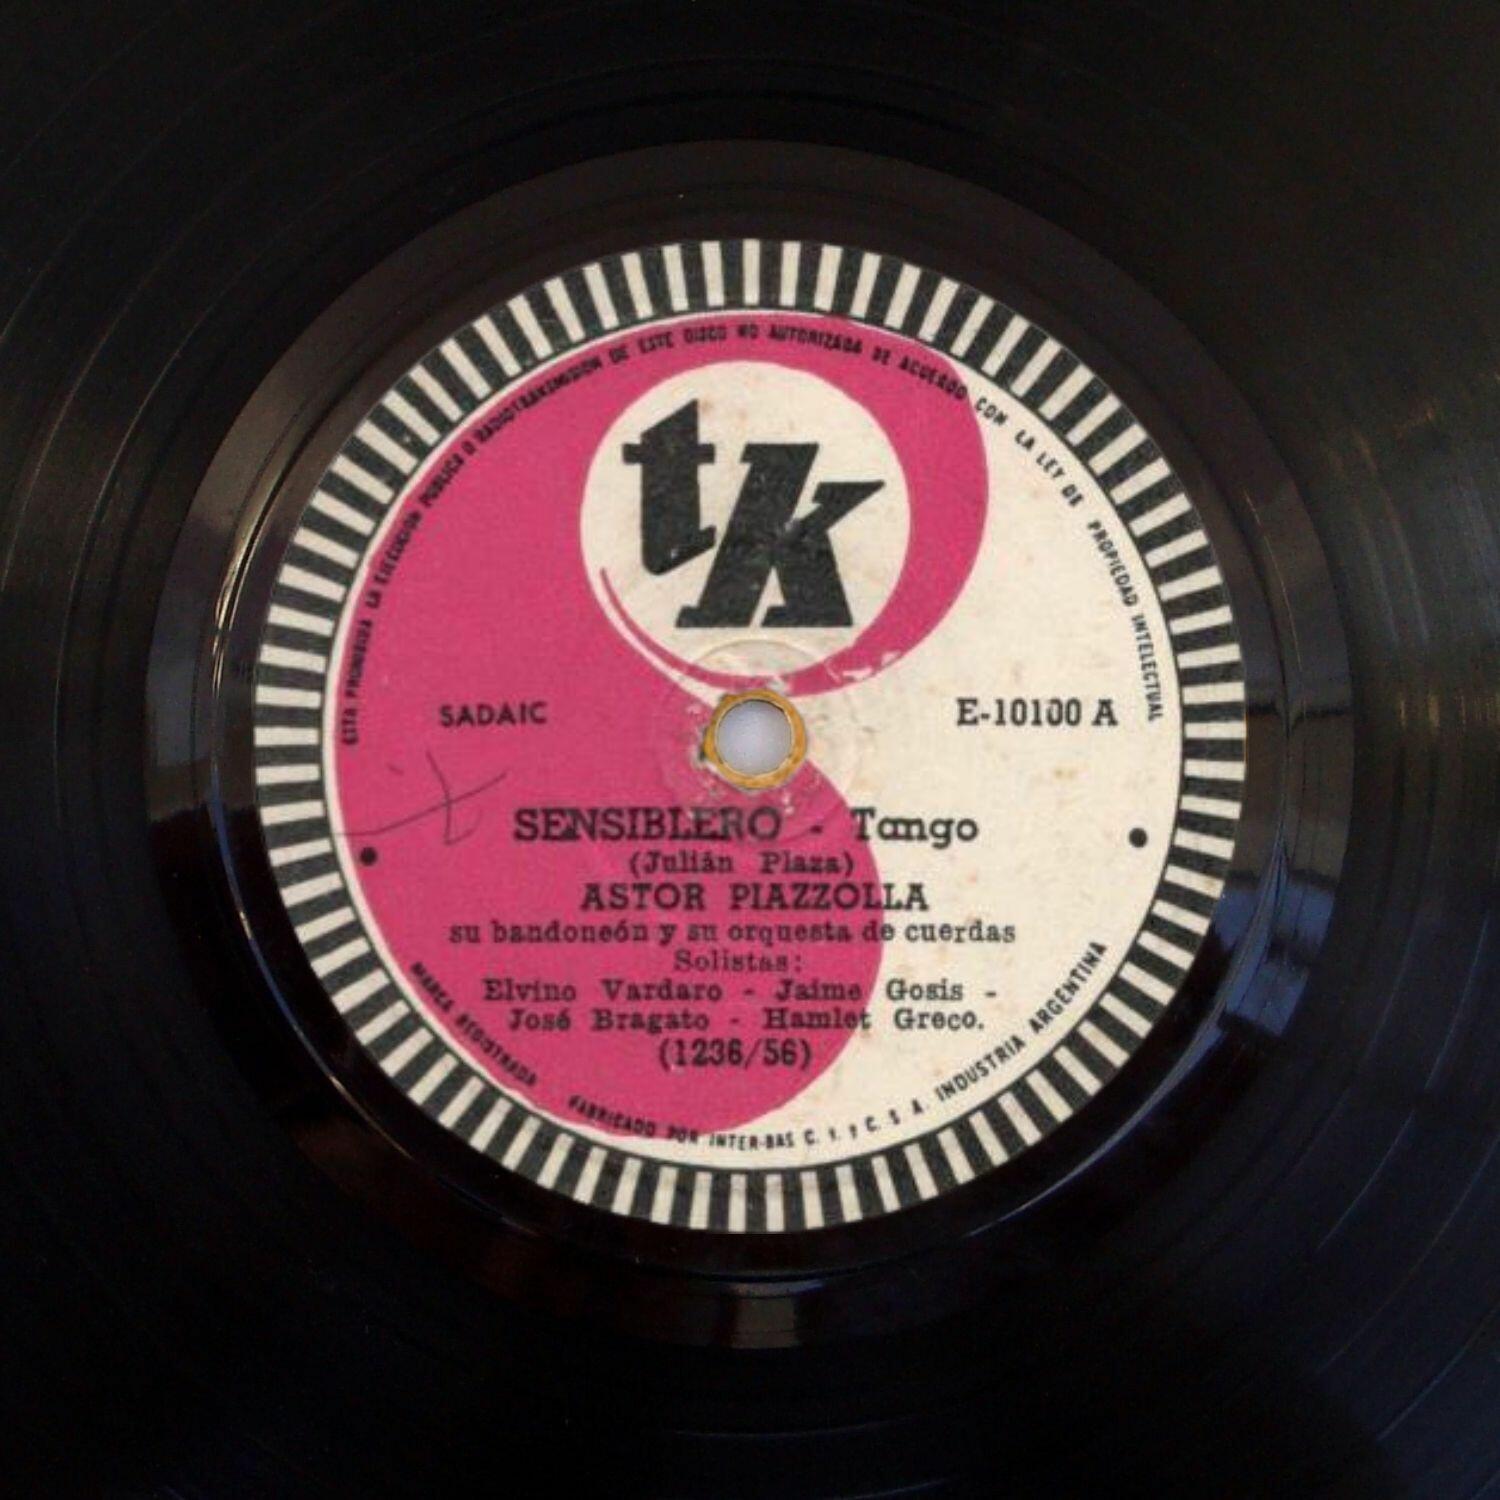 ESTA PROHIBIDA LA EJECUCION PUBLICA O RADIOTRANSMISION DE ESTE DISCO NO AUTORIZADA DE ACUERDO CON LA LEY DE PROPIEDAD INTELECTUAL
tk
SADAIC
E-10100 A
SENSIBLERO - Tango
(Julián Plaza)
ASTOR PIAZZOLLA
su bandoneón y su orquesta de cuerdas
Solistas:
Elvino Vardaro - Jaime Gosis -
José Bragato - Hamlet Greco.
(1236/56)
MARCA REGISTRADA FABRICADO POR INTER-BAS C. I. y C. S. A. INDUSTRIA ARGENTINA